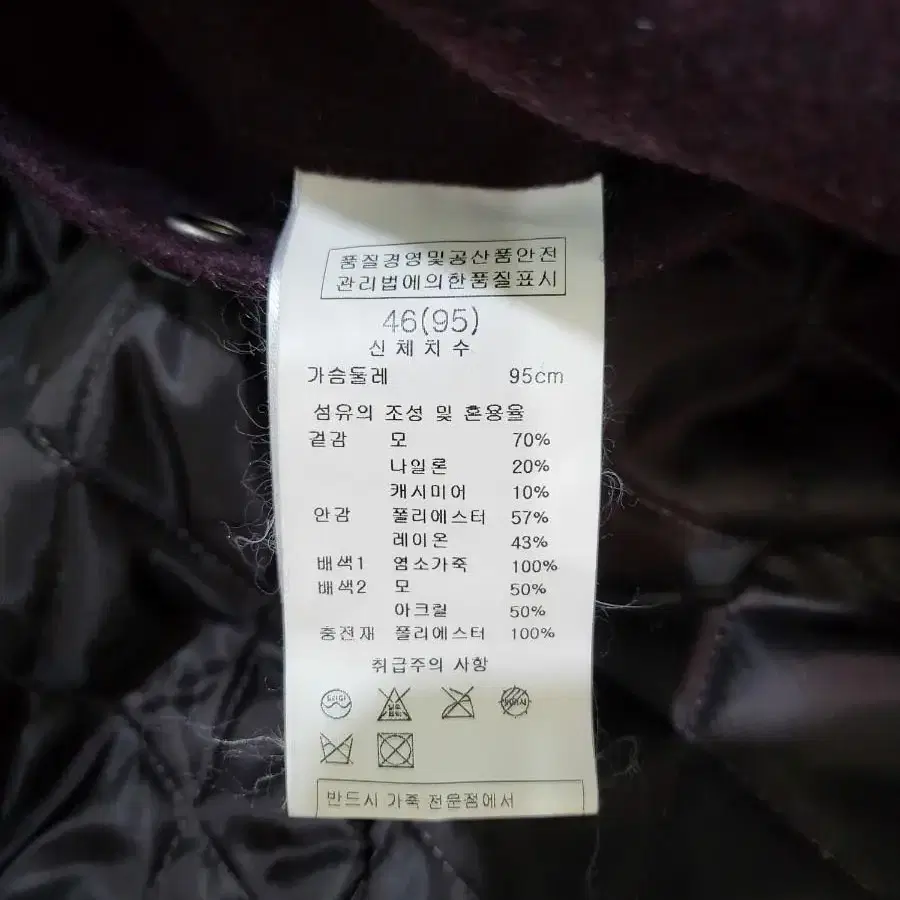 품질경영및공산품안전
관리법에의한품질표시
46(95)
신체치수
가슴둘레 95cm
섬유의 조성 및 혼용율
겉감 모 70%
나일론 20%
캐시미어 10%
안감 폴리에스터 57%
레이온 43%
배색1 염소가죽 100%
배색2 모 50%
아크릴 50%
충전재 폴리에스터 100%
취급주의 사항
드라이
반드시 가죽 전문점에서